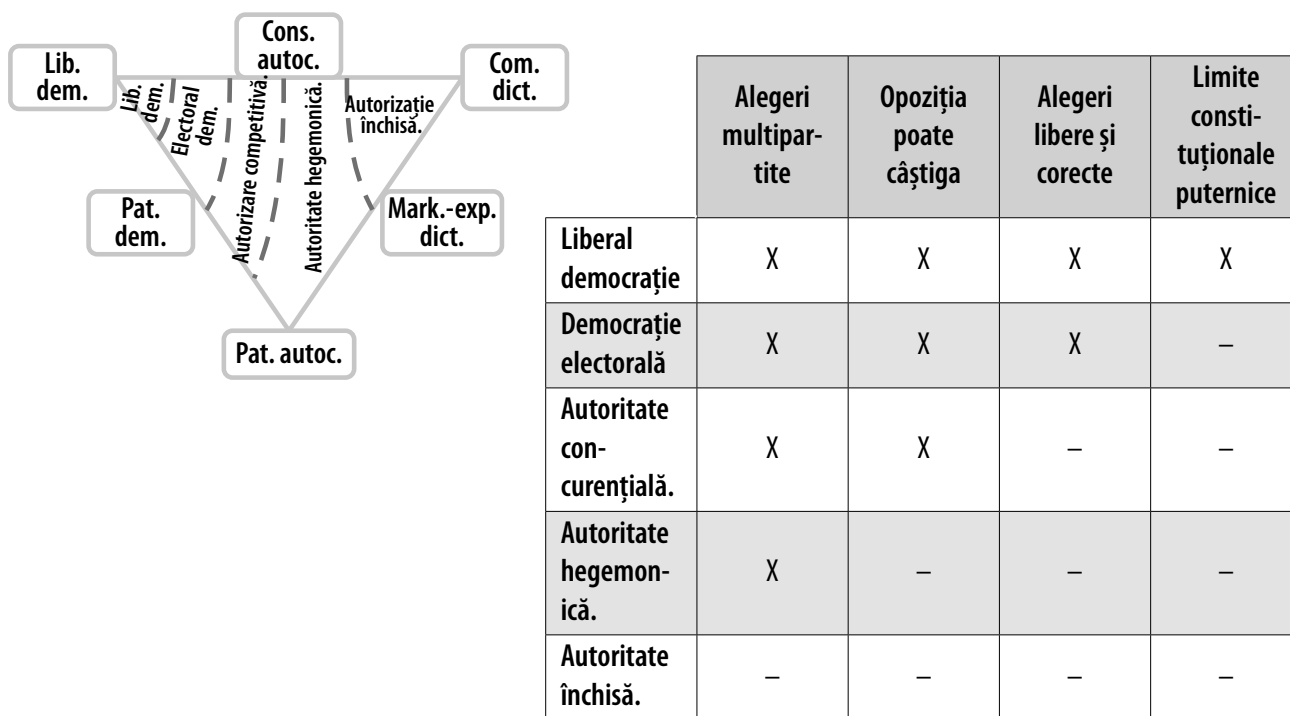 Cons.
autoc.
Lib.
dem.
Com.
dict.
Lib.
dem.
Electoral
dem.
Autorizare competitivă.
Autoritate hegemonică.
Autorizație
închisă.
Pat.
dem.
Mark.-exp.
dict.
Pat. autoc.
Alegeri
multipar-
tite
Opoziția
poate
câștiga
Alegeri
libere și
corecte
Limite
consti-
tuționale
puternice
Liberal
democrație
X X X X
Democrație
electorală
X X X –
Autoritate
con-
curențială.
X X – –
Autoritate
hegemon-
ică.
X – – –
Autoritate
închisă.
– – – –